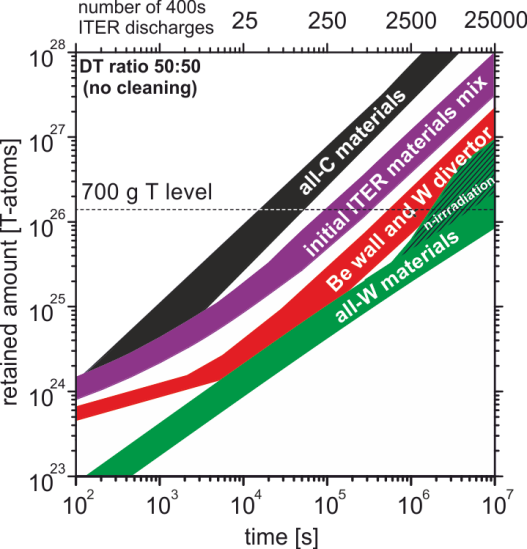 number of 400s
ITER discharges
25 250 2500 25000
10^28
DT ratio 50:50
(no cleaning)
10^27
700 g T level
10^26
10^25
10^24
10^23
retained amount [T-atoms]
all-C materials
initial ITER materials mix
Be wall and W divertor
n-irrradiation
all-W materials
10^2 10^3 10^4 10^5 10^6 10^7
time [s]